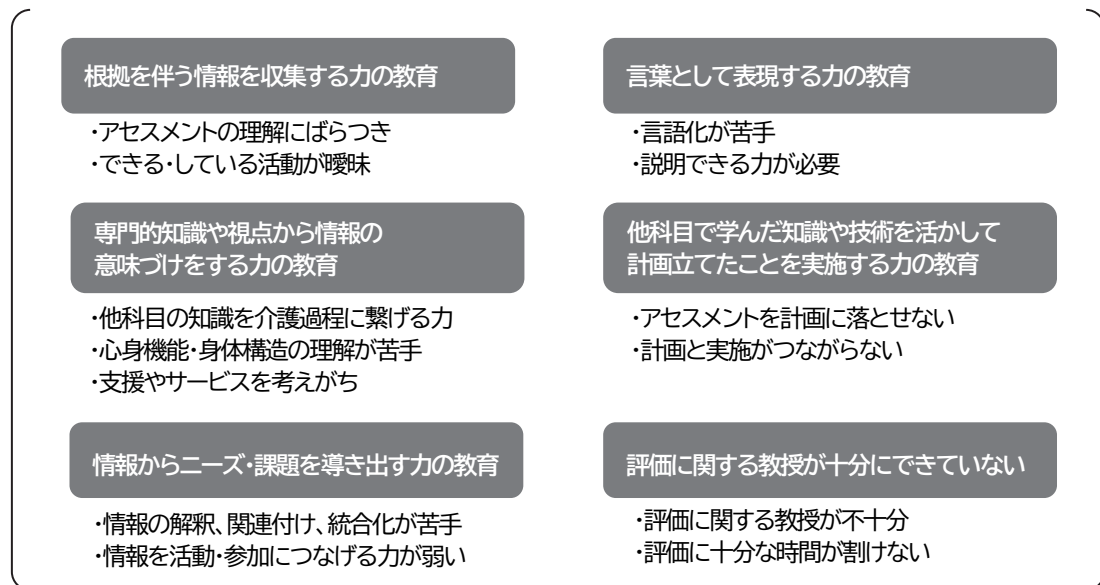 根拠を伴う情報を収集する力の教育
・アセスメントの理解にばらつき
・できる・している活動が曖昧
専門的知識や視点から情報の
意味づけをする力の教育
・他科目の知識を介護過程に繋げる力
・心身機能・身体構造の理解が苦手
・支援やサービスを考えがち
情報からニーズ・課題を導き出す力の教育
・情報の解釈、関連付け、統合化が苦手
・情報を活動・参加につなげる力が弱い
言葉として表現する力の教育
・言語化が苦手
・説明できる力が必要
他科目で学んだ知識や技術を活かして
計画立てたことを実施する力の教育
・アセスメントを計画に落とせない
・計画と実施がつながらない
評価に関する教授が十分にできていない
・評価に関する教授が不十分
・評価に十分な時間が割けない